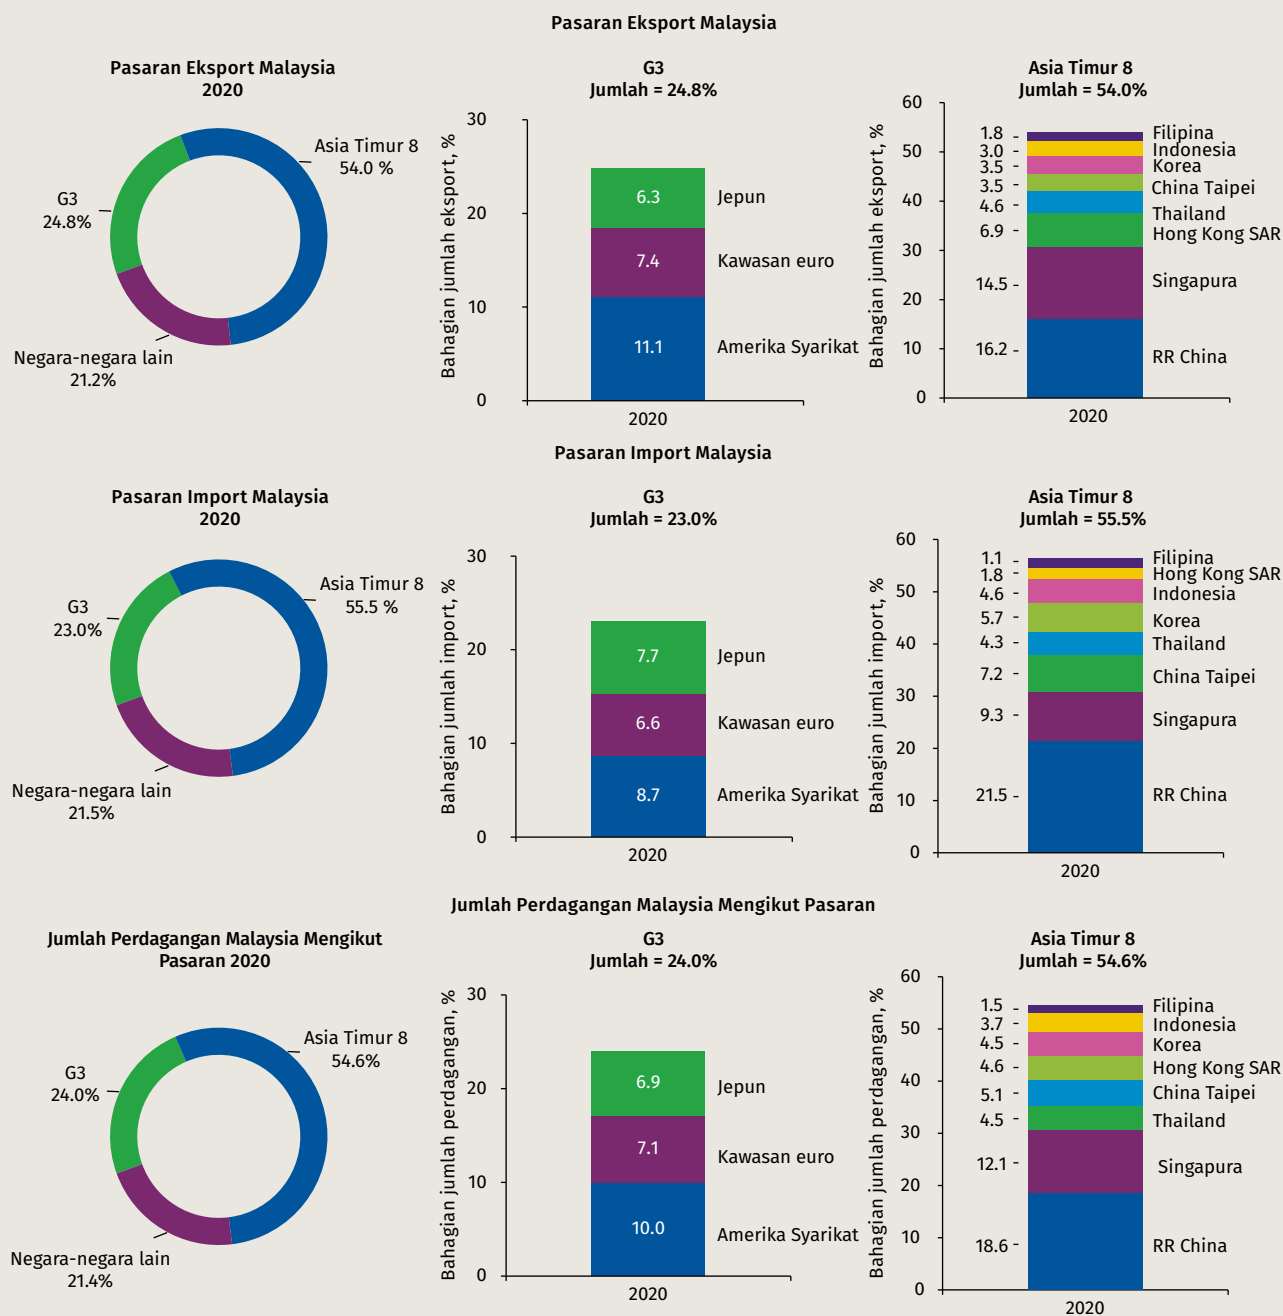 Pasaran Eksport Malaysia
Pasaran Eksport Malaysia
2020
Asia Timur 8
54.0 %
G3
24.8%
Negara-negara lain
21.2%
G3
Jumlah = 24.8%
Bahagian jumlah eksport, %
30
20
10
0
6.3
Jepun
7.4
Kawasan euro
11.1
Amerika Syarikat
2020
Asia Timur 8
Jumlah = 54.0%
Bahagian jumlah eksport, %
60
50
40
30
20
10
0
1.8
Filipina
3.0
Indonesia
3.5
Korea
3.5
China Taipei
4.6
Thailand
6.9
Hong Kong SAR
14.5
Singapura
16.2
RR China
2020
Pasaran Import Malaysia
Pasaran Import Malaysia
2020
Asia Timur 8
55.5 %
G3
23.0%
Negara-negara lain
21.5%
G3
Jumlah = 23.0%
Bahagian jumlah import, %
30
20
10
0
7.7
Jepun
6.6
Kawasan euro
8.7
Amerika Syarikat
2020
Asia Timur 8
Jumlah = 55.5%
Bahagian jumlah import, %
60
50
40
30
20
10
0
1.1
Filipina
1.8
Hong Kong SAR
4.6
Indonesia
5.7
Korea
4.3
Thailand
7.2
China Taipei
9.3
Singapura
21.5
RR China
2020
Jumlah Perdagangan Malaysia Mengikut Pasaran
Jumlah Perdagangan Malaysia Mengikut
Pasaran 2020
Asia Timur 8
54.6%
G3
24.0%
Negara-negara lain
21.4%
G3
Jumlah = 24.0%
Bahagian jumlah perdagangan, %
30
20
10
0
6.9
Jepun
7.1
Kawasan euro
10.0
Amerika Syarikat
2020
Asia Timur 8
Jumlah = 54.6%
Bahagian jumlah perdagangan, %
60
50
40
30
20
10
0
1.5
Filipina
3.7
Indonesia
4.5
Korea
4.6
Hong Kong SAR
5.1
China Taipei
4.5
Thailand
12.1
Singapura
18.6
RR China
2020